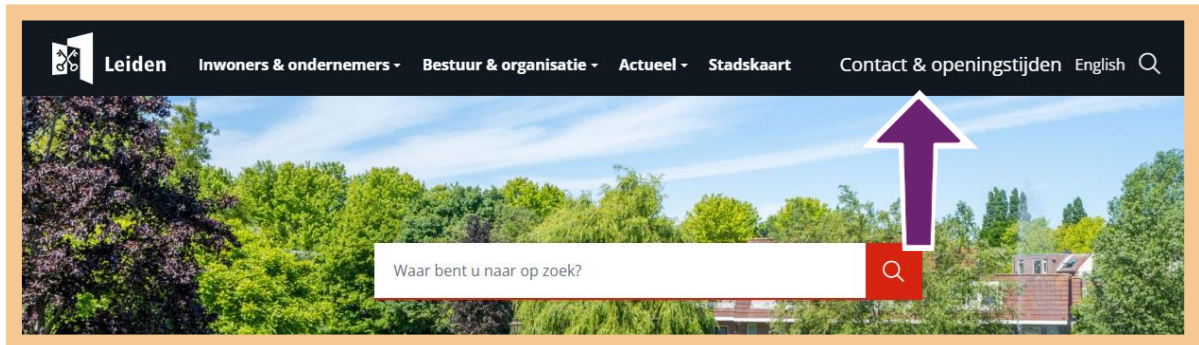 Leiden Inwoners & ondernemers Bestuur & organisatie Actueel Stadskaart Contact & openingstijden English
Waar bent u naar op zoek?